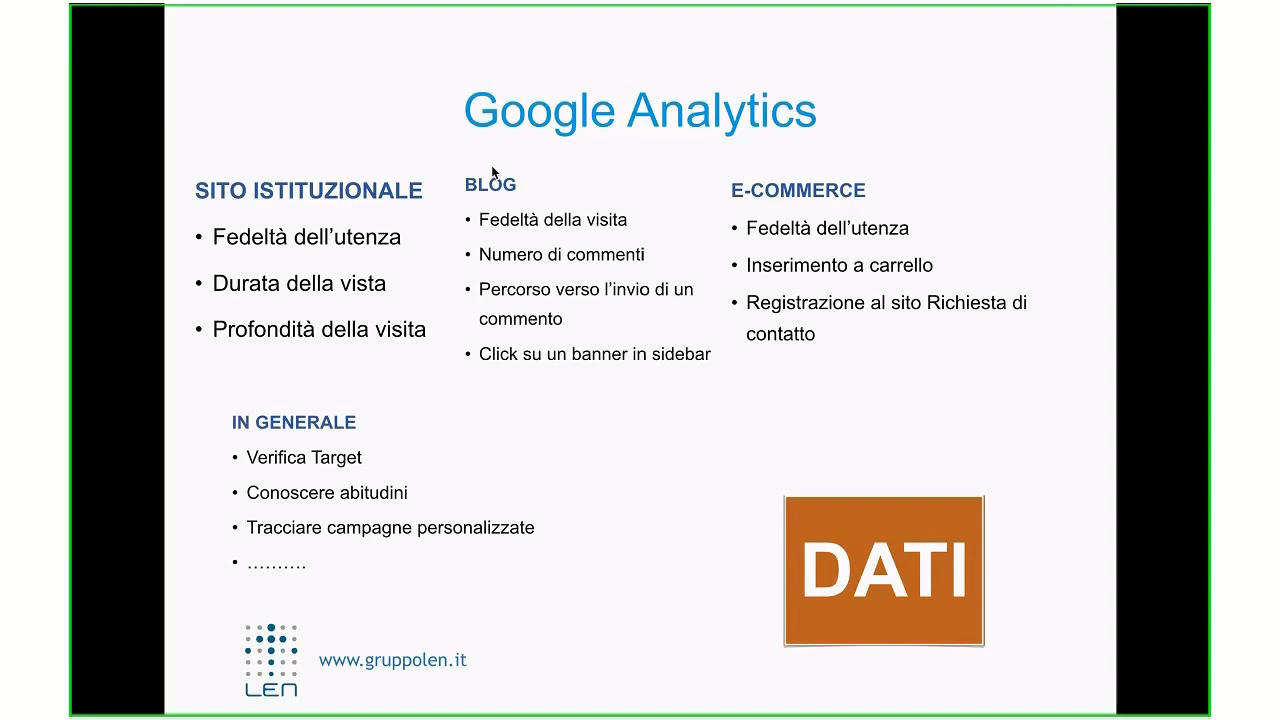 Google Analytics
SITO ISTITUZIONALE
• Fedeltà dell'utenza
• Durata della vista
• Profondità della visita
BLOG
• Fedeltà della visita
• Numero di commenti
• Percorso verso l'invio di un
commento
• Click su un banner in sidebar
E-COMMERCE
• Fedeltà dell'utenza
• Inserimento a carrello
• Registrazione al sito Richiesta di
contatto
IN GENERALE
• Verifica Target
• Conoscere abitudini
• Tracciare campagne personalizzate
• ……….
DATI
LEN
www.gruppolen.it